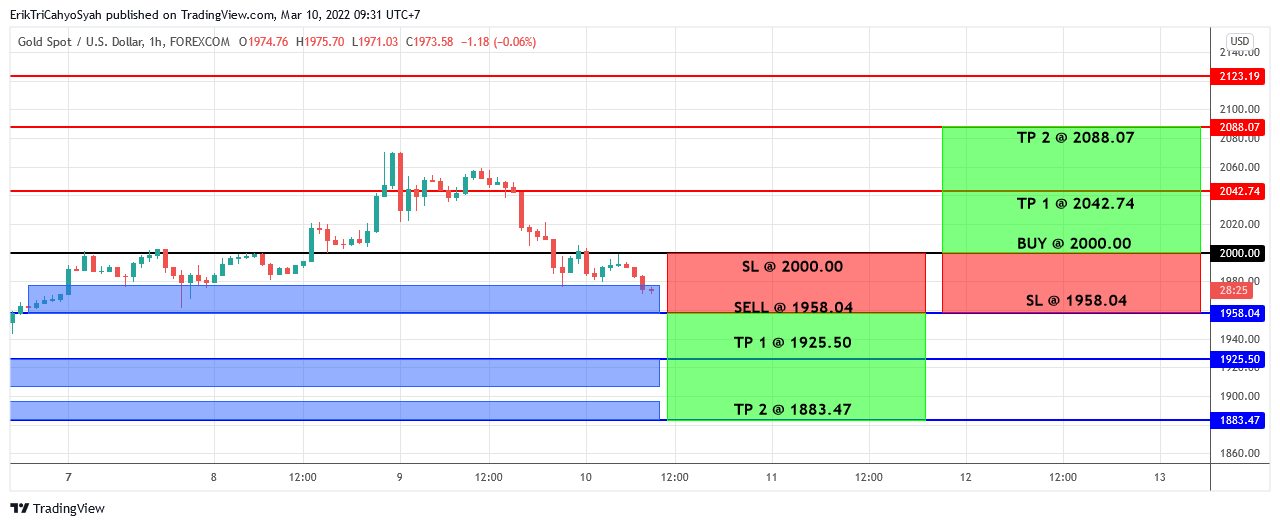 ErikTriCahyoSyah published on TradingView.com, Mar 10, 2022 09:31 UTC+7
Gold Spot / U.S. Dollar, 1h, FOREXCOM O1974.76 H1975.70 L1971.03 C1973.58 −1.18 (−0.06%)
USD
2140.00
2123.19
2100.00
2088.07
2080.00
TP 2 @ 2088.07
2060.00
2042.74
TP 1 @ 2042.74
2020.00
BUY @ 2000.00
2000.00
SL @ 2000.00
1980.00
28:25
SL @ 1958.04
SELL @ 1958.04
1958.04
TP 1 @ 1925.50
1940.00
1925.50
1920.00
1900.00
TP 2 @ 1883.47
1883.47
1860.00
7 8 12:00 9 12:00 10 12:00 11 12:00 12 12:00 13
TradingView